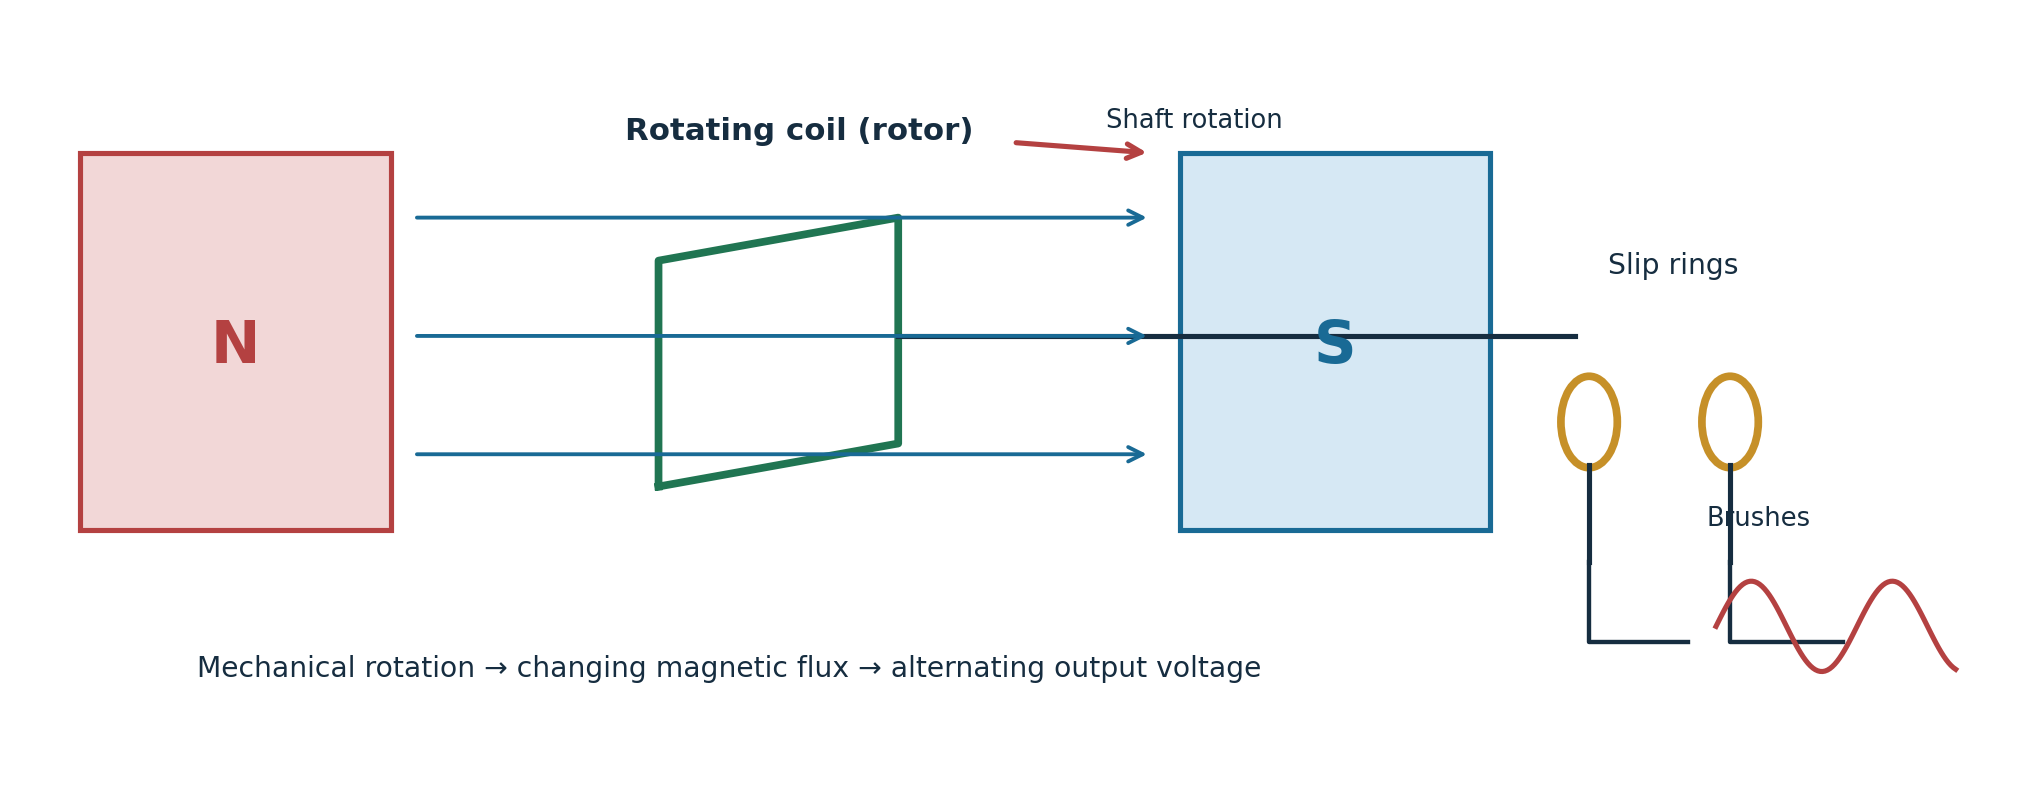 Shaft rotation
Rotating coil (rotor)
Slip rings
N
S
Brushes
Mechanical rotation → changing magnetic flux → alternating output voltage